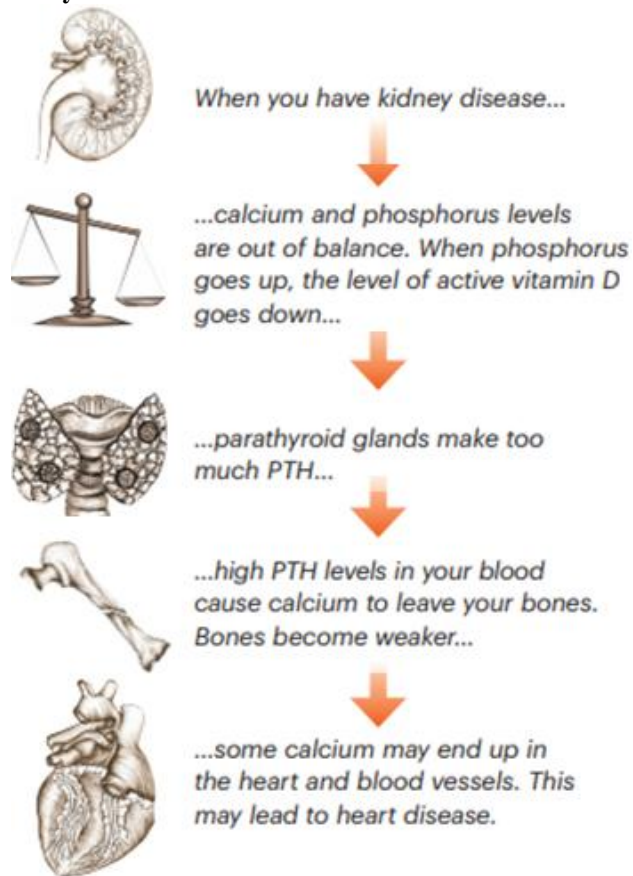 When you have kidney disease...
...calcium and phosphorus levels
are out of balance. When phosphorus
goes up, the level of active vitamin D
goes down...
...parathyroid glands make too
much PTH...
...high PTH levels in your blood
cause calcium to leave your bones.
Bones become weaker...
...some calcium may end up in
the heart and blood vessels. This
may lead to heart disease.